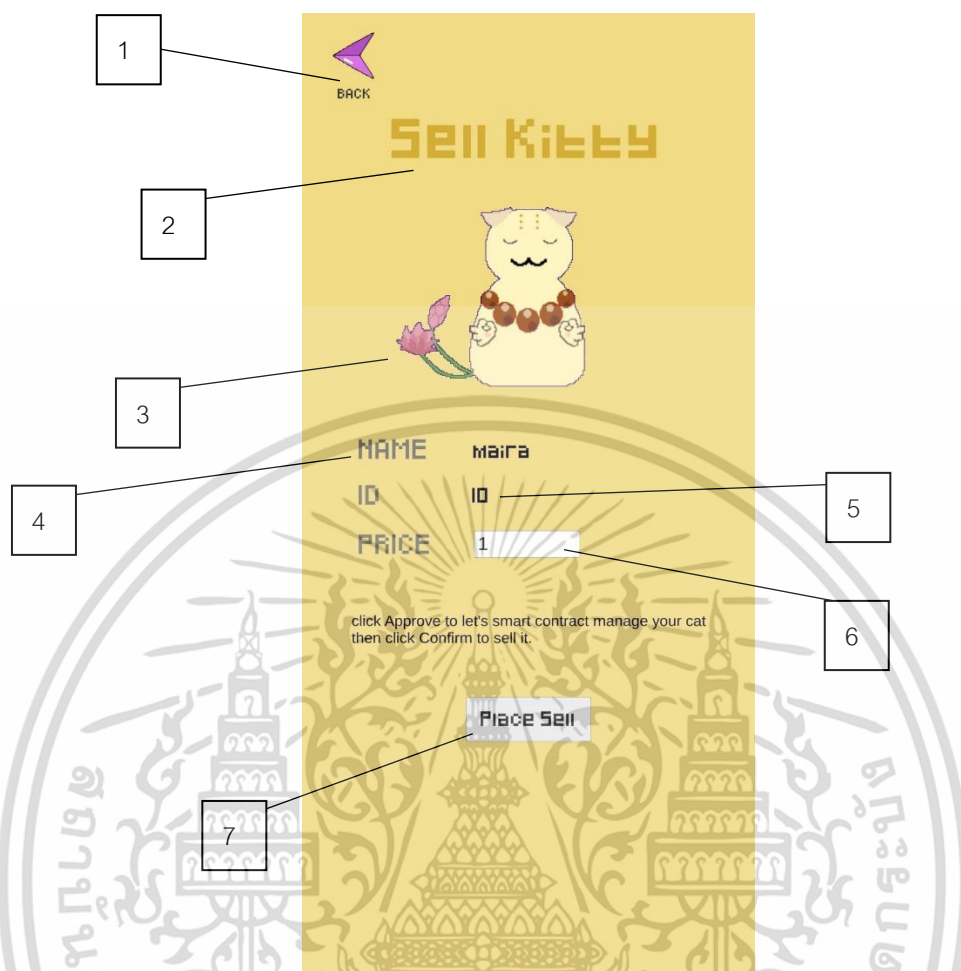 1
BACK
Sell Kitty
2
3
NAME maira
4
ID 10
5
PRICE 1
6
click Approve to let's smart contract manage your cat
then click Confirm to sell it.
Place Sell
7